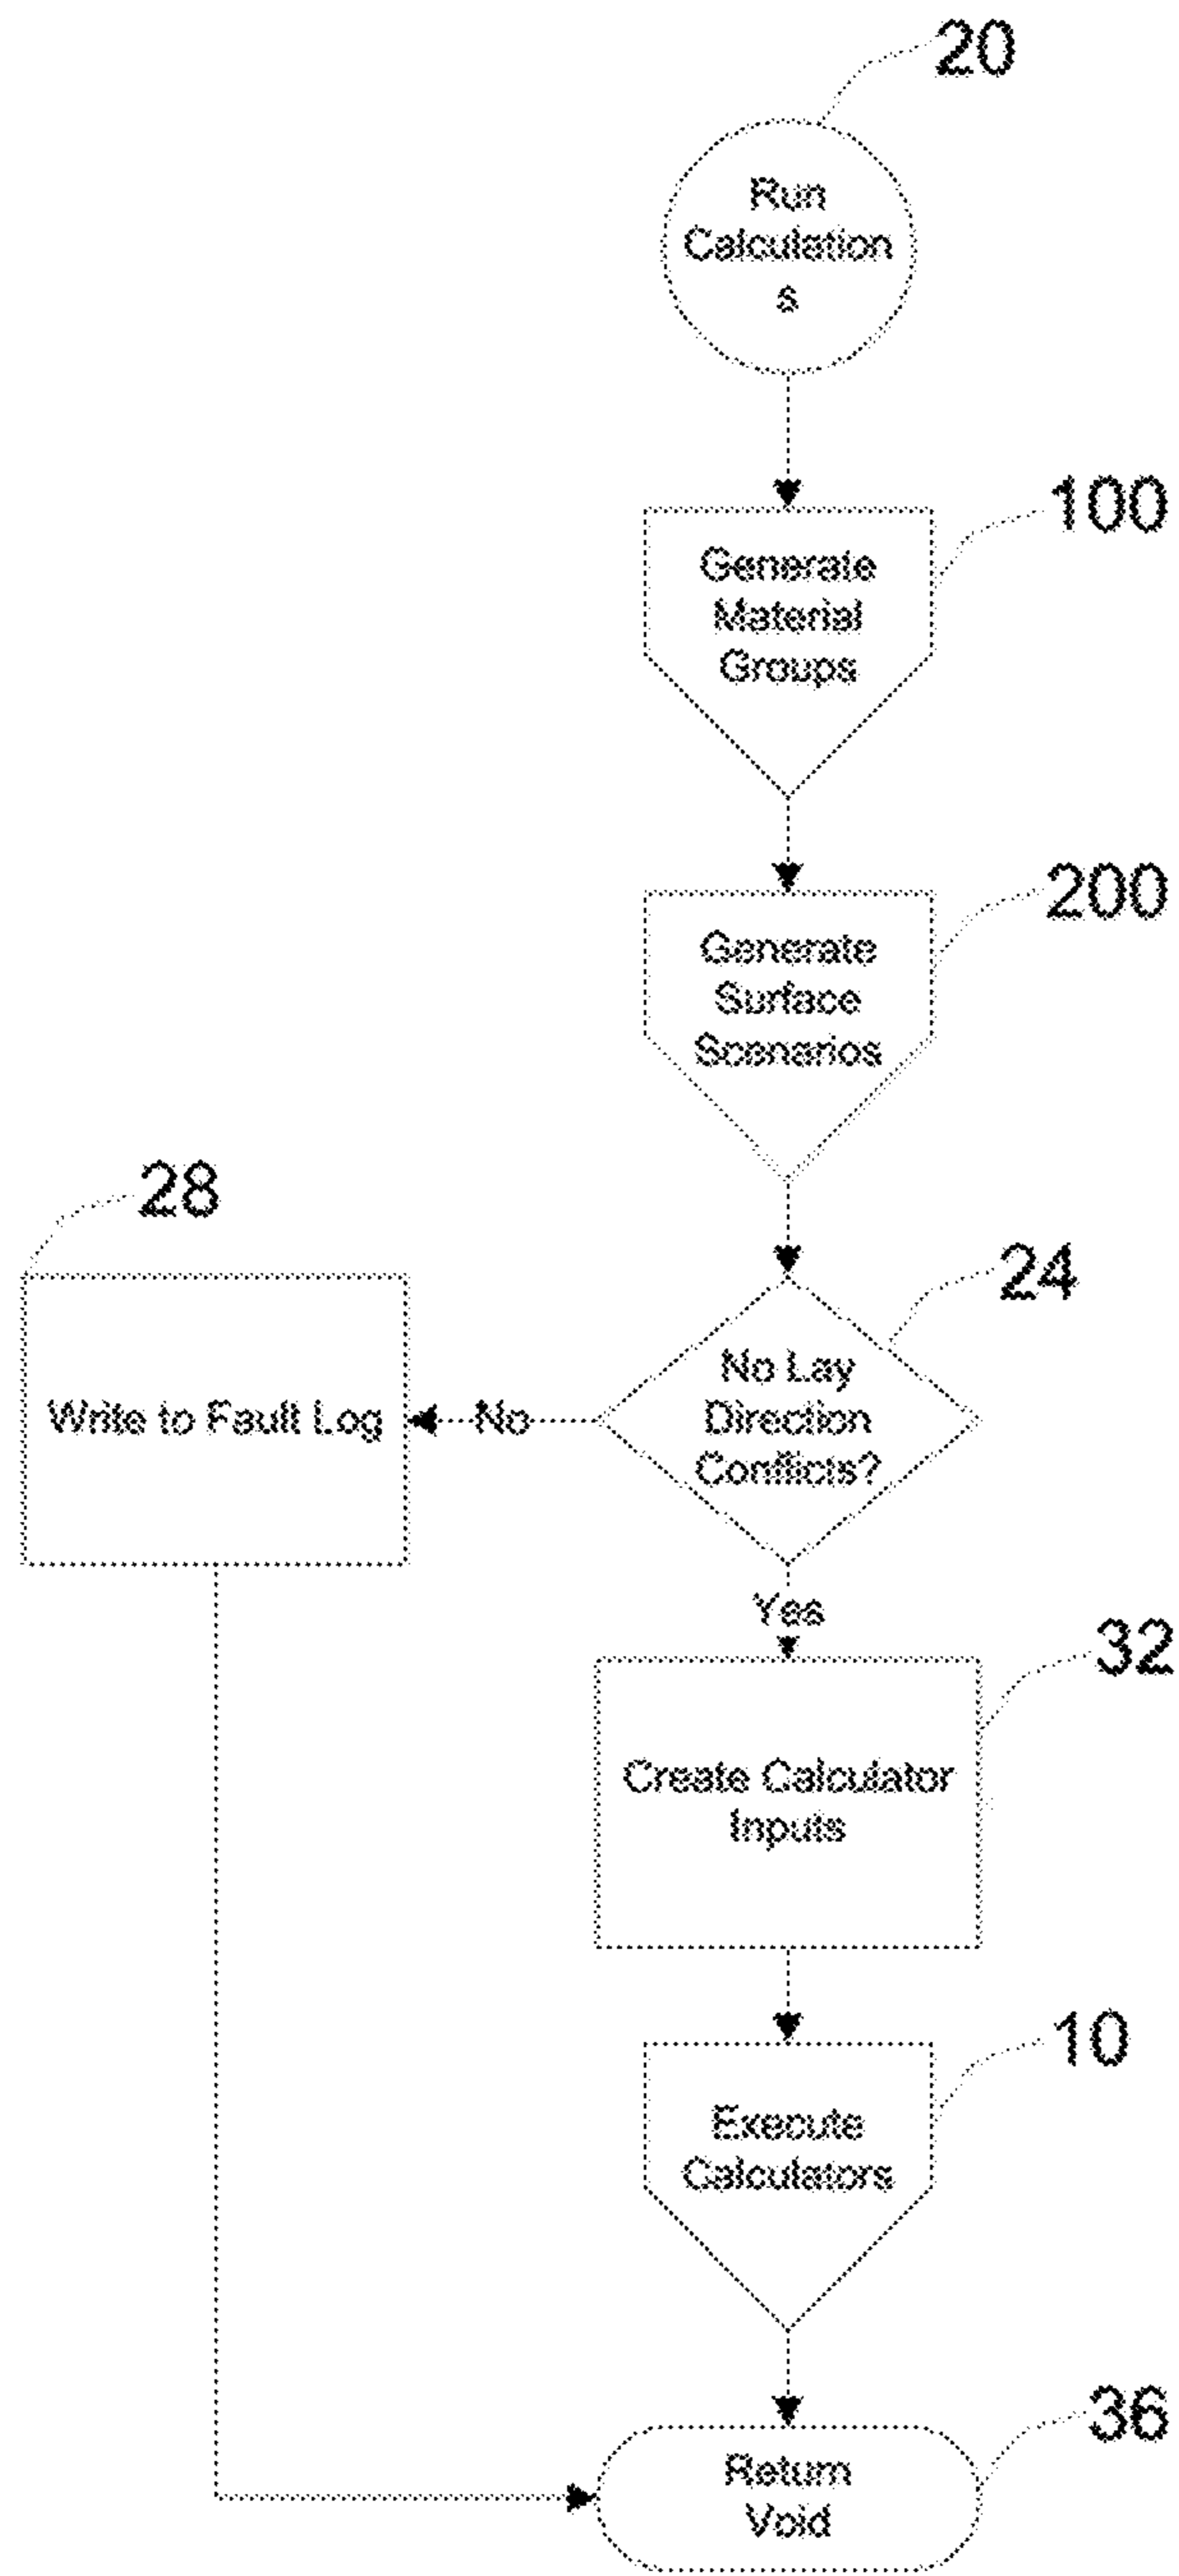 20
Run
Calculation
s
100
Generate
Material
Groups
200
Generate
Surface
Scenarios
28
24
No Lay
Direction
Conflicts?
Write to Fault Log
No
Yes
32
Create Calculator
Inputs
10
Execute
Calculators
36
Return
Void